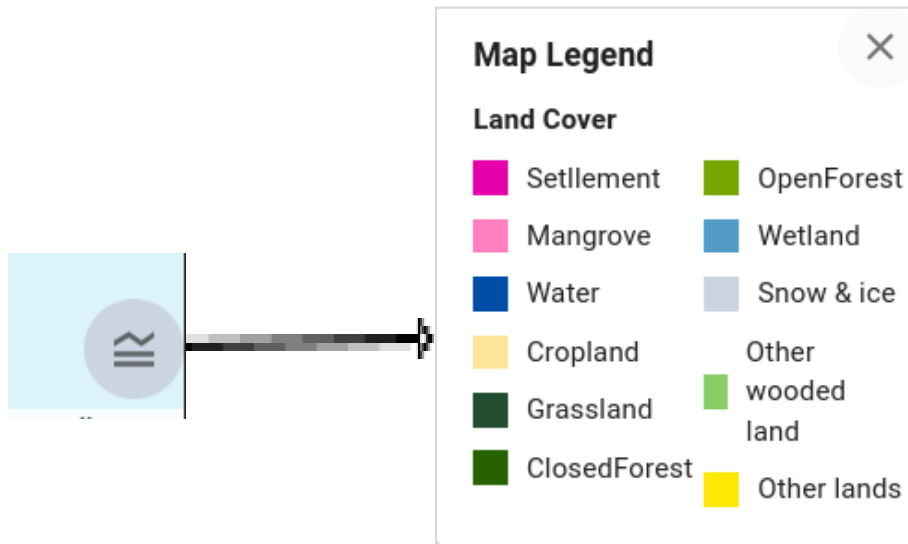 Map Legend
Land Cover
Setllement
Mangrove
Water
Cropland
Grassland
ClosedForest
OpenForest
Wetland
Snow & ice
Other
wooded
land
Other lands